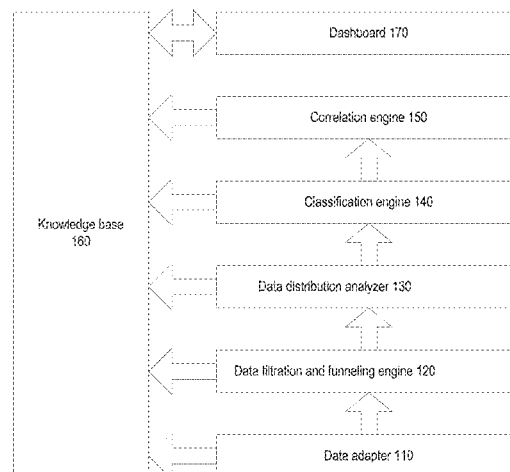 Dashboard 170
Correlation engine 150
Classification engine 140
Knowledge base
160
Data distribution analyzer 130
Data filtration and funneling engine 120
Data adapter 110